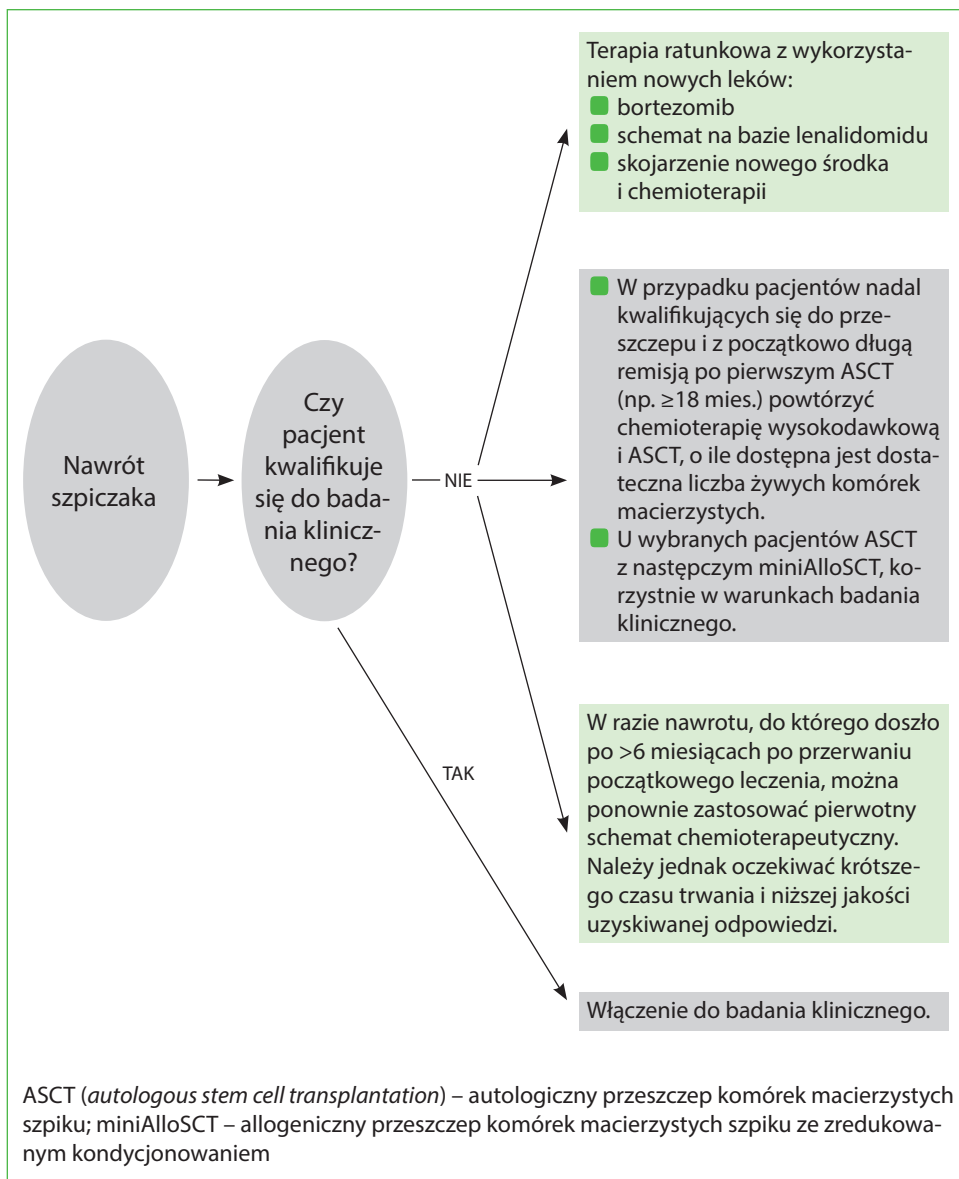 Terapia ratunkowa z wykorzysta-
niem nowych leków:
bortezomib
schemat na bazie lenalidomidu
skojarzenie nowego środka
i chemioterapii
W przypadku pacjentów nadal
kwalifikujących się do prze-
szczepu i z początkowo długą
remisją po pierwszym ASCT
(np. ≥18 mies.) powtórzyć
chemioterapię wysokodawkową
i ASCT, o ile dostępna jest dosta-
teczna liczba żywych komórek
macierzystych.
U wybranych pacjentów ASCT
z następczym miniAlloSCT, ko-
rzystnie w warunkach badania
klinicznego.
Nawrót
szpiczaka
Czy
pacjent
kwalifikuje
się do bada-
nia klinicz-
nego?
NIE
W razie nawrotu, do którego doszło
po >6 miesiącach po przerwaniu
początkowego leczenia, można
ponownie zastosować pierwotny
schemat chemioterapeutyczny.
Należy jednak oczekiwać krótsze-
go czasu trwania i niższej jakości
uzyskiwanej odpowiedzi.
TAK
Włączenie do badania klinicznego.
ASCT (autologous stem cell transplantation) – autologiczny przeszczep komórek macierzystych
szpiku; miniAlloSCT – allogeniczny przeszczep komórek macierzystych szpiku ze zredukowa-
nym kondycjonowaniem